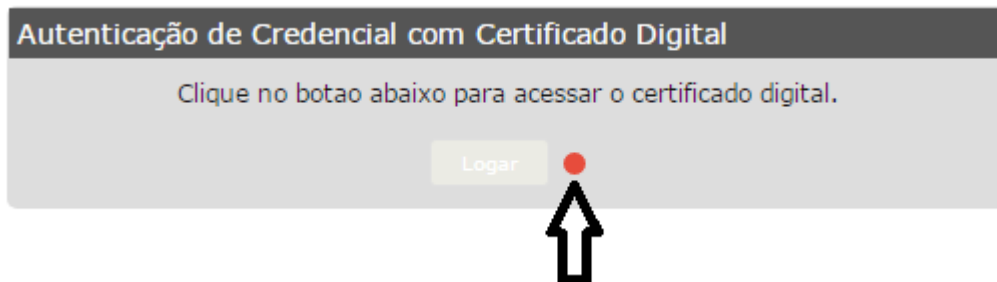 Autenticação de Credencial com Certificado Digital
Clique no botao abaixo para acessar o certificado digital.
Logar